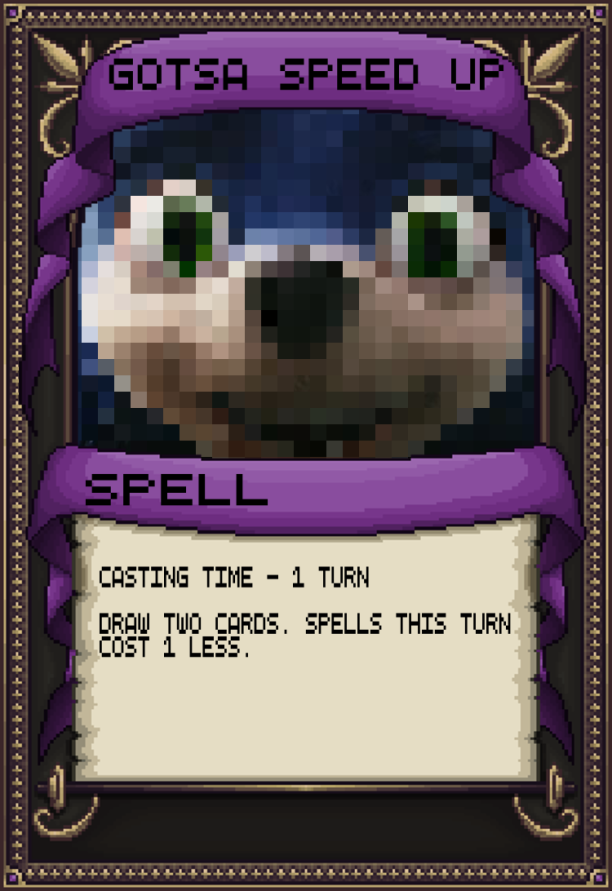 GOTSA SPEED UP
SPELL
CASTING TIME - 1 TURN
DRAW TWO CARDS. SPELLS THIS TURN
COST 1 LESS.